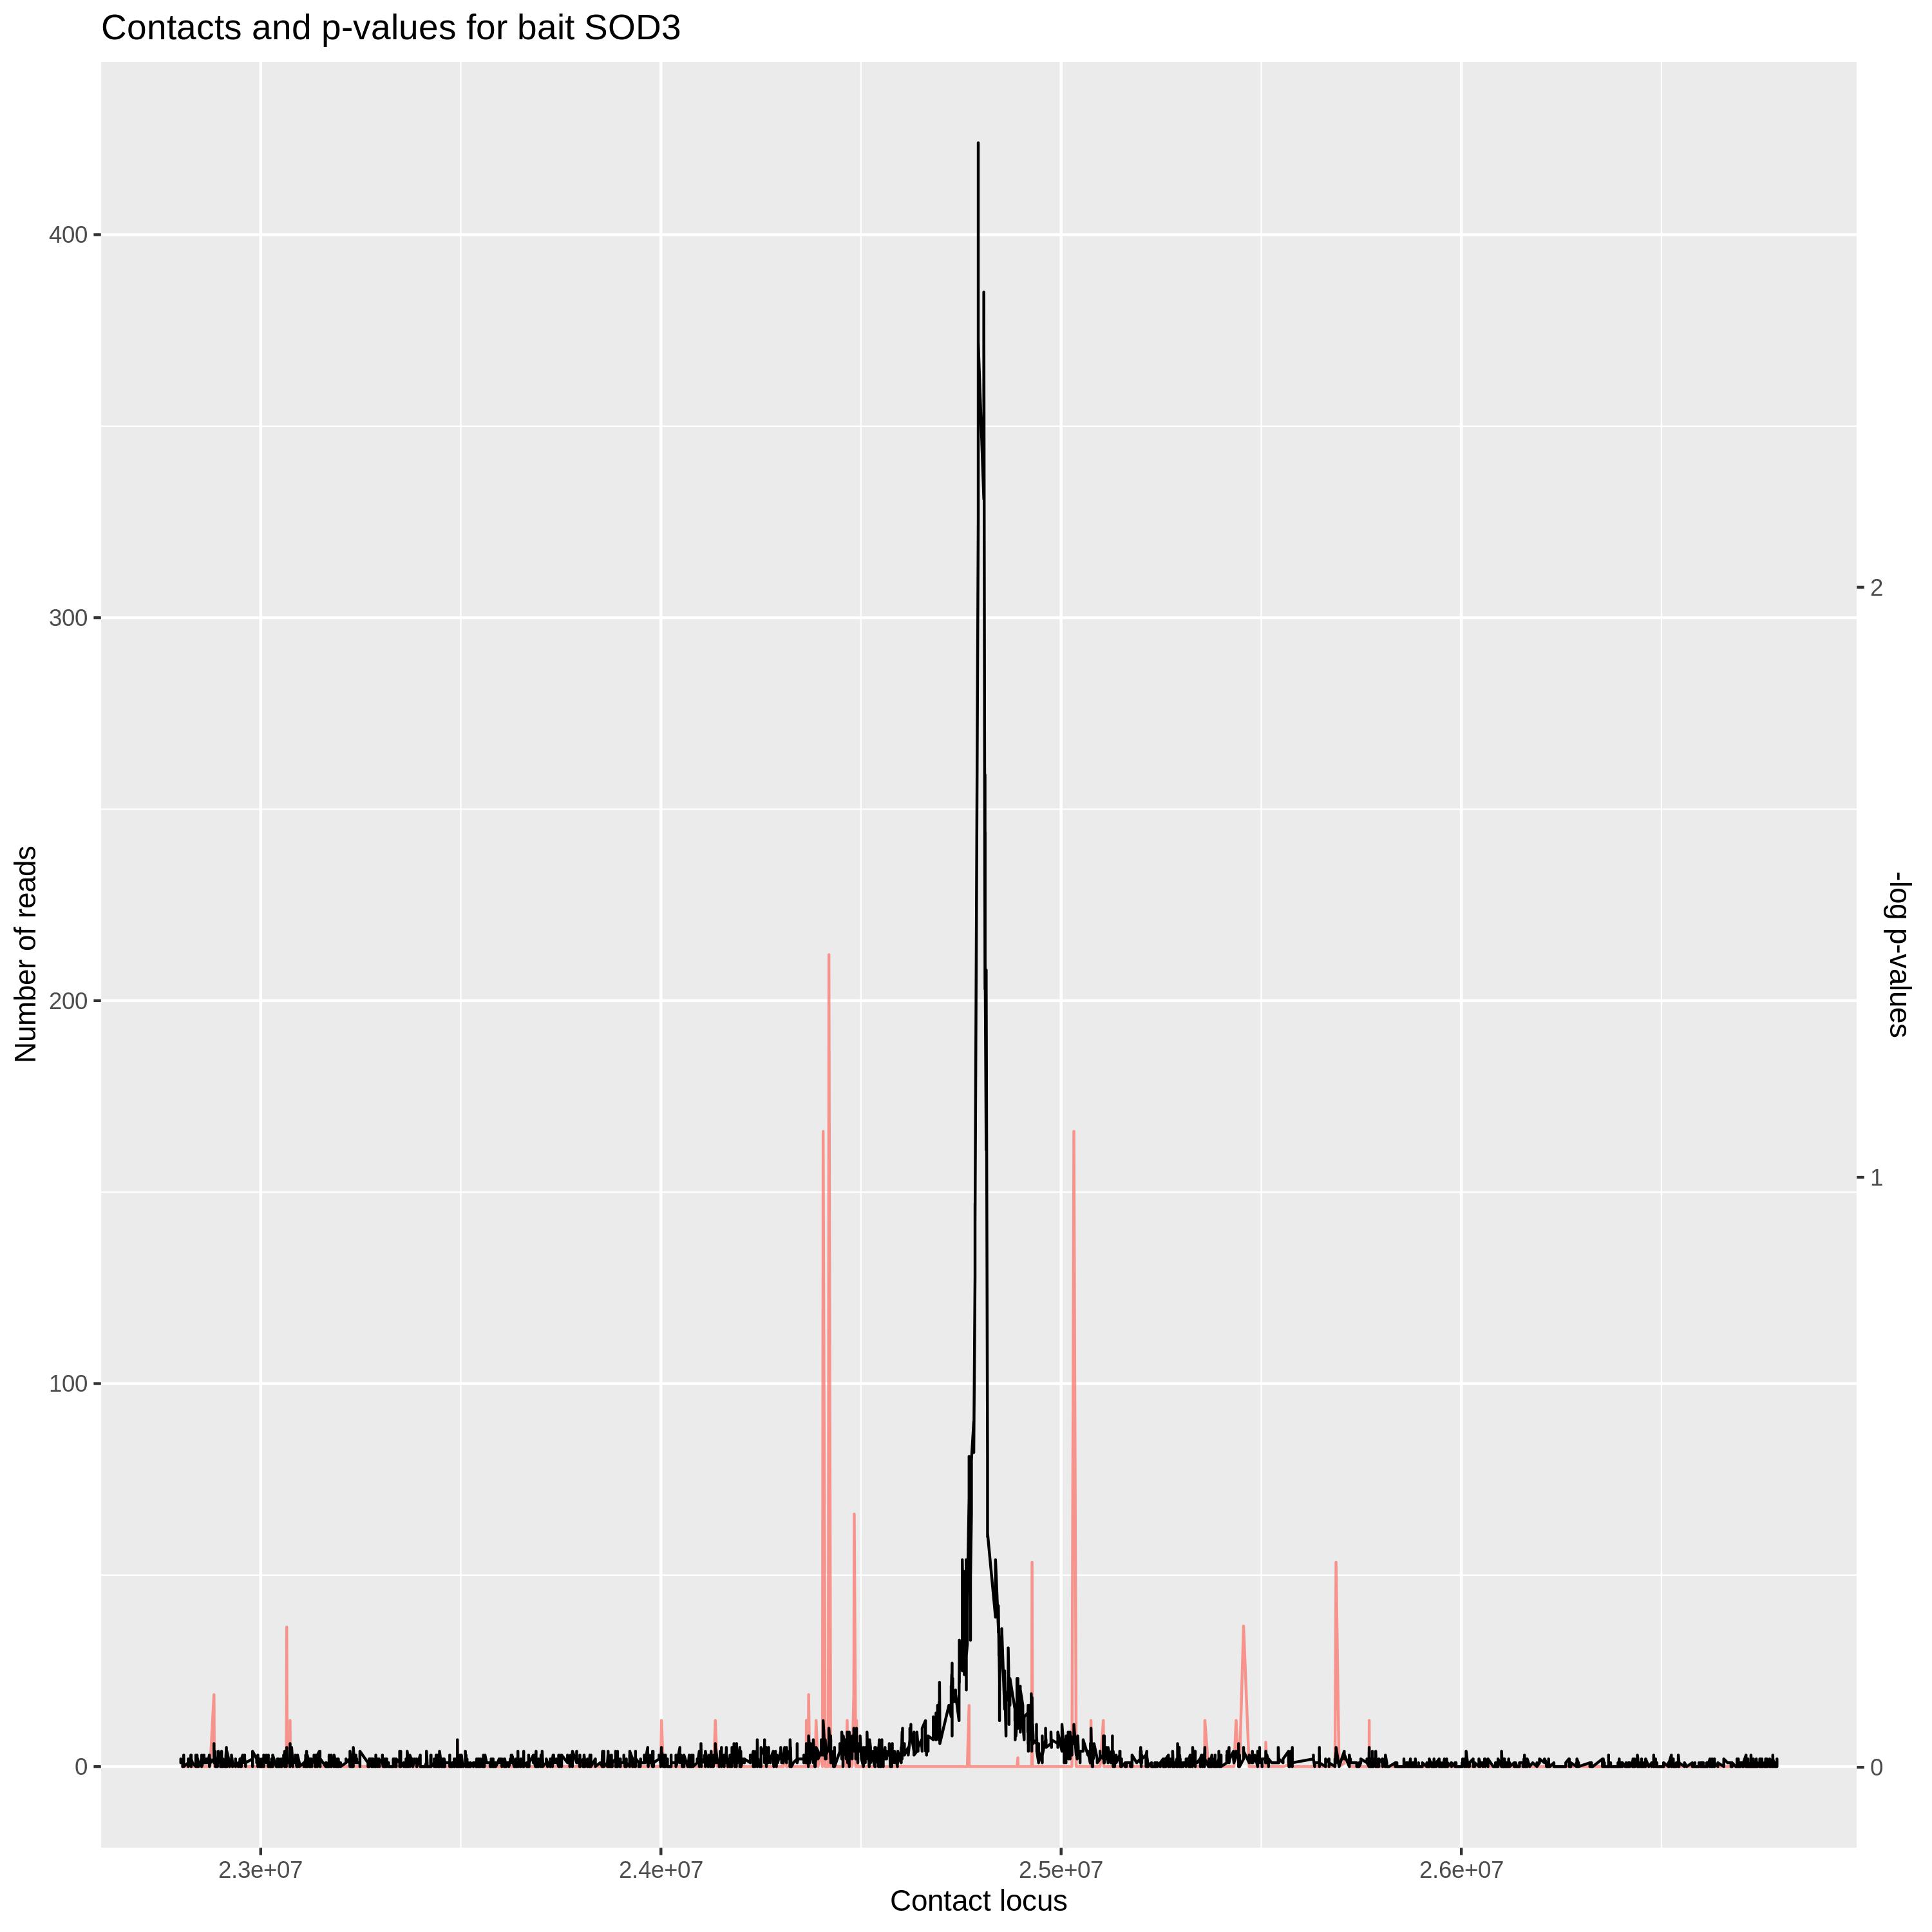 Contacts and p-values for bait SOD3
400
300
200
100
0
Number of reads
2
1
0
-log p-values
2.3e+07
2.4e+07
2.5e+07
2.6e+07
Contact locus